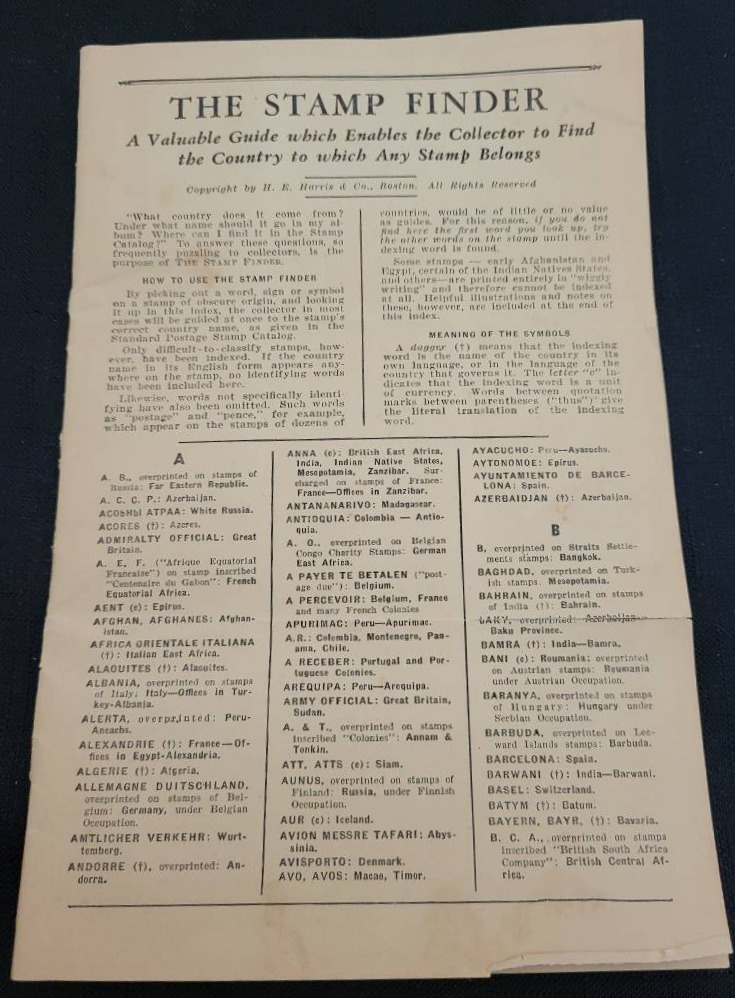 THE STAMP FINDER
A Valuable Guide which Enables the Collector to Find
the Country to which Any Stamp Belongs
Copyright by H. E. Harris & Co., Boston. All Rights Reserved
"What country does it come from?
Under what name should it go in my al-
bum? Where can I find it in the Stamp
Catalog?" To answer these questions, so
frequently puzzling to collectors, is the
purpose of THE STAMP FINDER.
HOW TO USE THE STAMP FINDER
By picking out a word, sign or symbol
on a stamp of obscure origin, and looking
it up in this index, the collector in most
cases will be guided at once to the stamp's
correct country name, as given in the
Standard Postage Stamp Catalog.
Only difficult-to-classify stamps, how-
ever, have been indexed. If the country
name in its English form appears any-
where on the stamp, no identifying words
have been included here.
Likewise, words not specifically identi-
fying have also been omitted. Such words
as "postage" and "pence," for example,
which appear on the stamps of dozens of
countries, would be of little or no value
as guides. For this reason, if you do not
find here the first word you look up, try
the other words on the stamp until the in-
dexing word is found.
Some stamps — early Afghanistan and
Egypt, certain of the Indian Natives States,
and others—are printed entirely in "wiggly
writing" and therefore cannot be indexed
at all. Helpful illustrations and notes on
these, however, are included at the end of
this index.
MEANING OF THE SYMBOLS
A dagger (†) means that the indexing
word is the name of the country in its
own language, or in the language of the
country that governs it. The letter "c" in-
dicates that the indexing word is a unit
of currency. Words between quotation
marks between parentheses ("thus") give
the literal translation of the indexing
word.
A
A. B., overprinted on stamps of
Russia: Far Eastern Republic.
A. C. C. P.: Azerbaijan.
ACOBHBI ATPAA: White Russia.
ACORES (†): Azores.
ADMIRALTY OFFICIAL: Great
Britain.
A. E. F. ("Afrique Equatorial
Francaise") on stamp inscribed
"Centenaire du Gabon": French
Equatorial Africa.
AENT (c): Epirus.
AFGHAN, AFGHANES: Afghan-
istan.
AFRICA ORIENTALE ITALIANA
(†): Italian East Africa.
ALAOUITES (†): Alaouites.
ALBANIA, overprinted on stamps
of Italy: Italy—Offices in Tur-
key-Albania.
ALERTA, overprinted: Peru-
Ancachs.
ALEXANDRIE (†): France—Of-
fices in Egypt-Alexandria.
ALGERIE (†): Algeria.
ALLEMAGNE DUITSCHLAND,
overprinted on stamps of Bel-
gium: Germany, under Belgian
Occupation.
AMTLICHER VERKEHR: Wurt-
temberg.
ANDORRE (†), overprinted: An-
dorra.
ANNA (c): British East Africa,
India, Indian Native States,
Mesopotamia, Zanzibar. Sur-
charged on stamps of France:
France—Offices in Zanzibar.
ANTANANARIVO: Madagascar.
ANTIOQUIA: Colombia — Antio-
quia.
A. O., overprinted on Belgian
Congo Charity Stamps: German
East Africa.
A PAYER TE BETALEN ("post-
age due"): Belgium.
A PERCEVOIR: Belgium, France
and many French Colonies
APURIMAC: Peru—Apurimac.
A.R.: Colombia, Montenegro, Pan-
ama, Chile.
A RECEBER: Portugal and Por-
tuguese Colonies.
AREQUIPA: Peru—Arequipa.
ARMY OFFICIAL: Great Britain,
Sudan.
A. & T., overprinted on stamps
inscribed "Colonies": Annam &
Tonkin.
ATT, ATTS (c): Siam.
AUNUS, overprinted on stamps of
Finland: Russia, under Finnish
Occupation.
AUR (c): Iceland.
AVION MESSRE TAFARI: Abys-
sinia.
AVISPORTO: Denmark.
AVO, AVOS: Macao, Timor.
AYACUCHO: Peru—Ayacucho.
AYTONOMOE: Epirus.
AYUNTAMIENTO DE BARCE-
LONA: Spain.
AZERBAIDJAN (†): Azerbaijan.
B
B, overprinted on Straits Settle-
ments stamps: Bangkok.
BAGHDAD, overprinted on Turk-
ish stamps. Mesopotamia.
BAHRAIN, overprinted on stamps
of India (†): Bahrain.
BAKY, overprinted: Azerbaijan—
Baku Province.
BAMRA (†): India—Bamra.
BANI (c): Roumania; overprinted
on Austrian stamps: Roumania
under Austrian Occupation.
BARANYA, overprinted on stamps
of Hungary: Hungary under
Serbian Occupation.
BARBUDA, overprinted on Lee-
ward Islands stamps: Barbuda.
BARCELONA: Spain.
BARWANI (†): India—Barwani.
BASEL: Switzerland.
BATYM (†): Batum.
BAYERN, BAYR, (†): Bavaria.
B. C. A., overprinted on stamps
inscribed "British South Africa
Company": British Central Af-
rica.